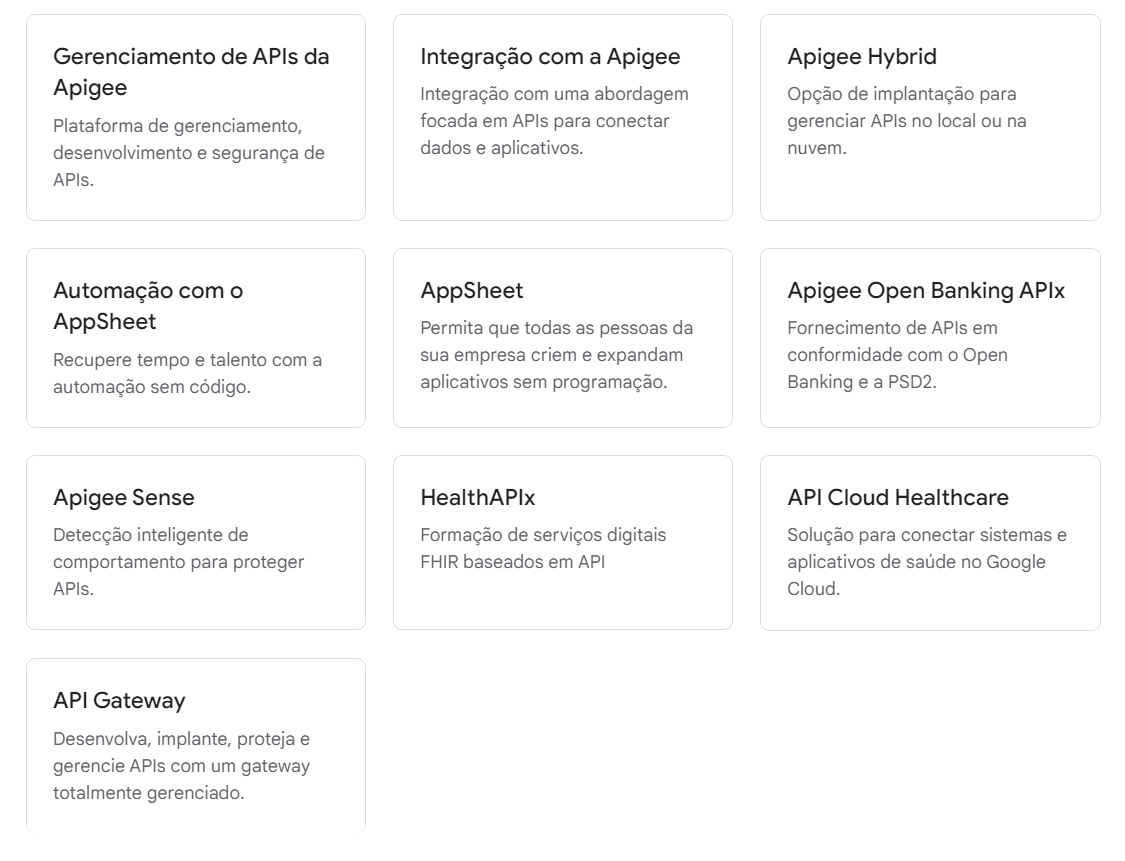 Gerenciamento de APIs da
Apigee
Plataforma de gerenciamento,
desenvolvimento e segurança de
APIs.
Integração com a Apigee
Integração com uma abordagem
focada em APIs para conectar
dados e aplicativos.
Apigee Hybrid
Opção de implantação para
gerenciar APIs no local ou na
nuvem.
Automação com o
AppSheet
Recupere tempo e talento com a
automação sem código.
AppSheet
Permita que todas as pessoas da
sua empresa criem e expandam
aplicativos sem programação.
Apigee Open Banking APIx
Fornecimento de APIs em
conformidade com o Open
Banking e a PSD2.
Apigee Sense
Detecção inteligente de
comportamento para proteger
APIs.
HealthAPIx
Formação de serviços digitais
FHIR baseados em API
API Cloud Healthcare
Solução para conectar sistemas e
aplicativos de saúde no Google
Cloud.
API Gateway
Desenvolva, implante, proteja e
gerencie APIs com um gateway
totalmente gerenciado.